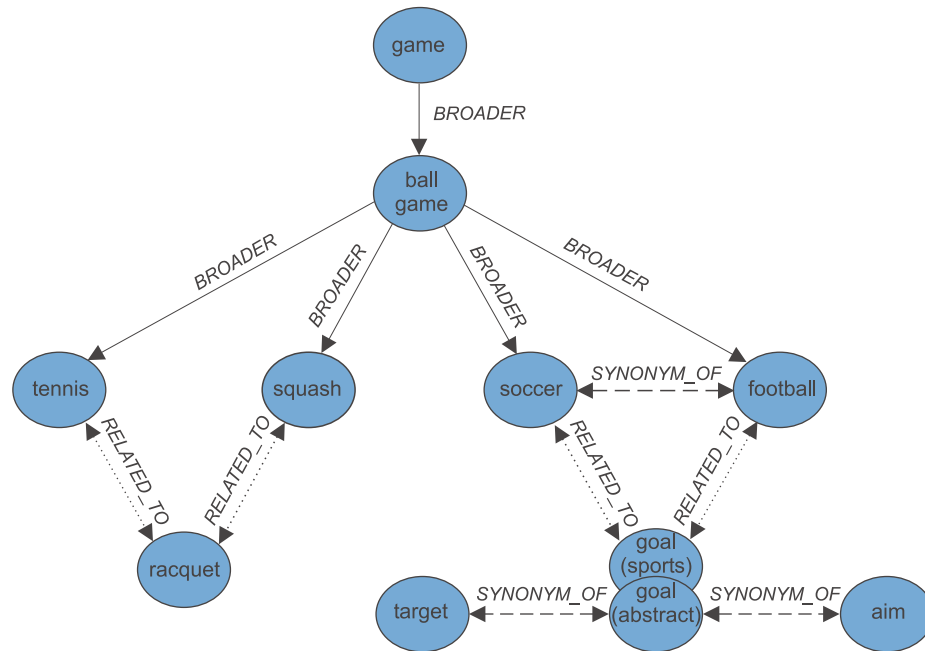 game
BROADER
ball
game
BROADER
BROADER
BROADER
BROADER
tennis
squash
soccer
SYNONYM_OF
football
RELATED_TO
RELATED_TO
RELATED_TO
RELATED_TO
racquet
goal
(sports)
target
SYNONYM_OF
goal
(abstract)
SYNONYM_OF
aim